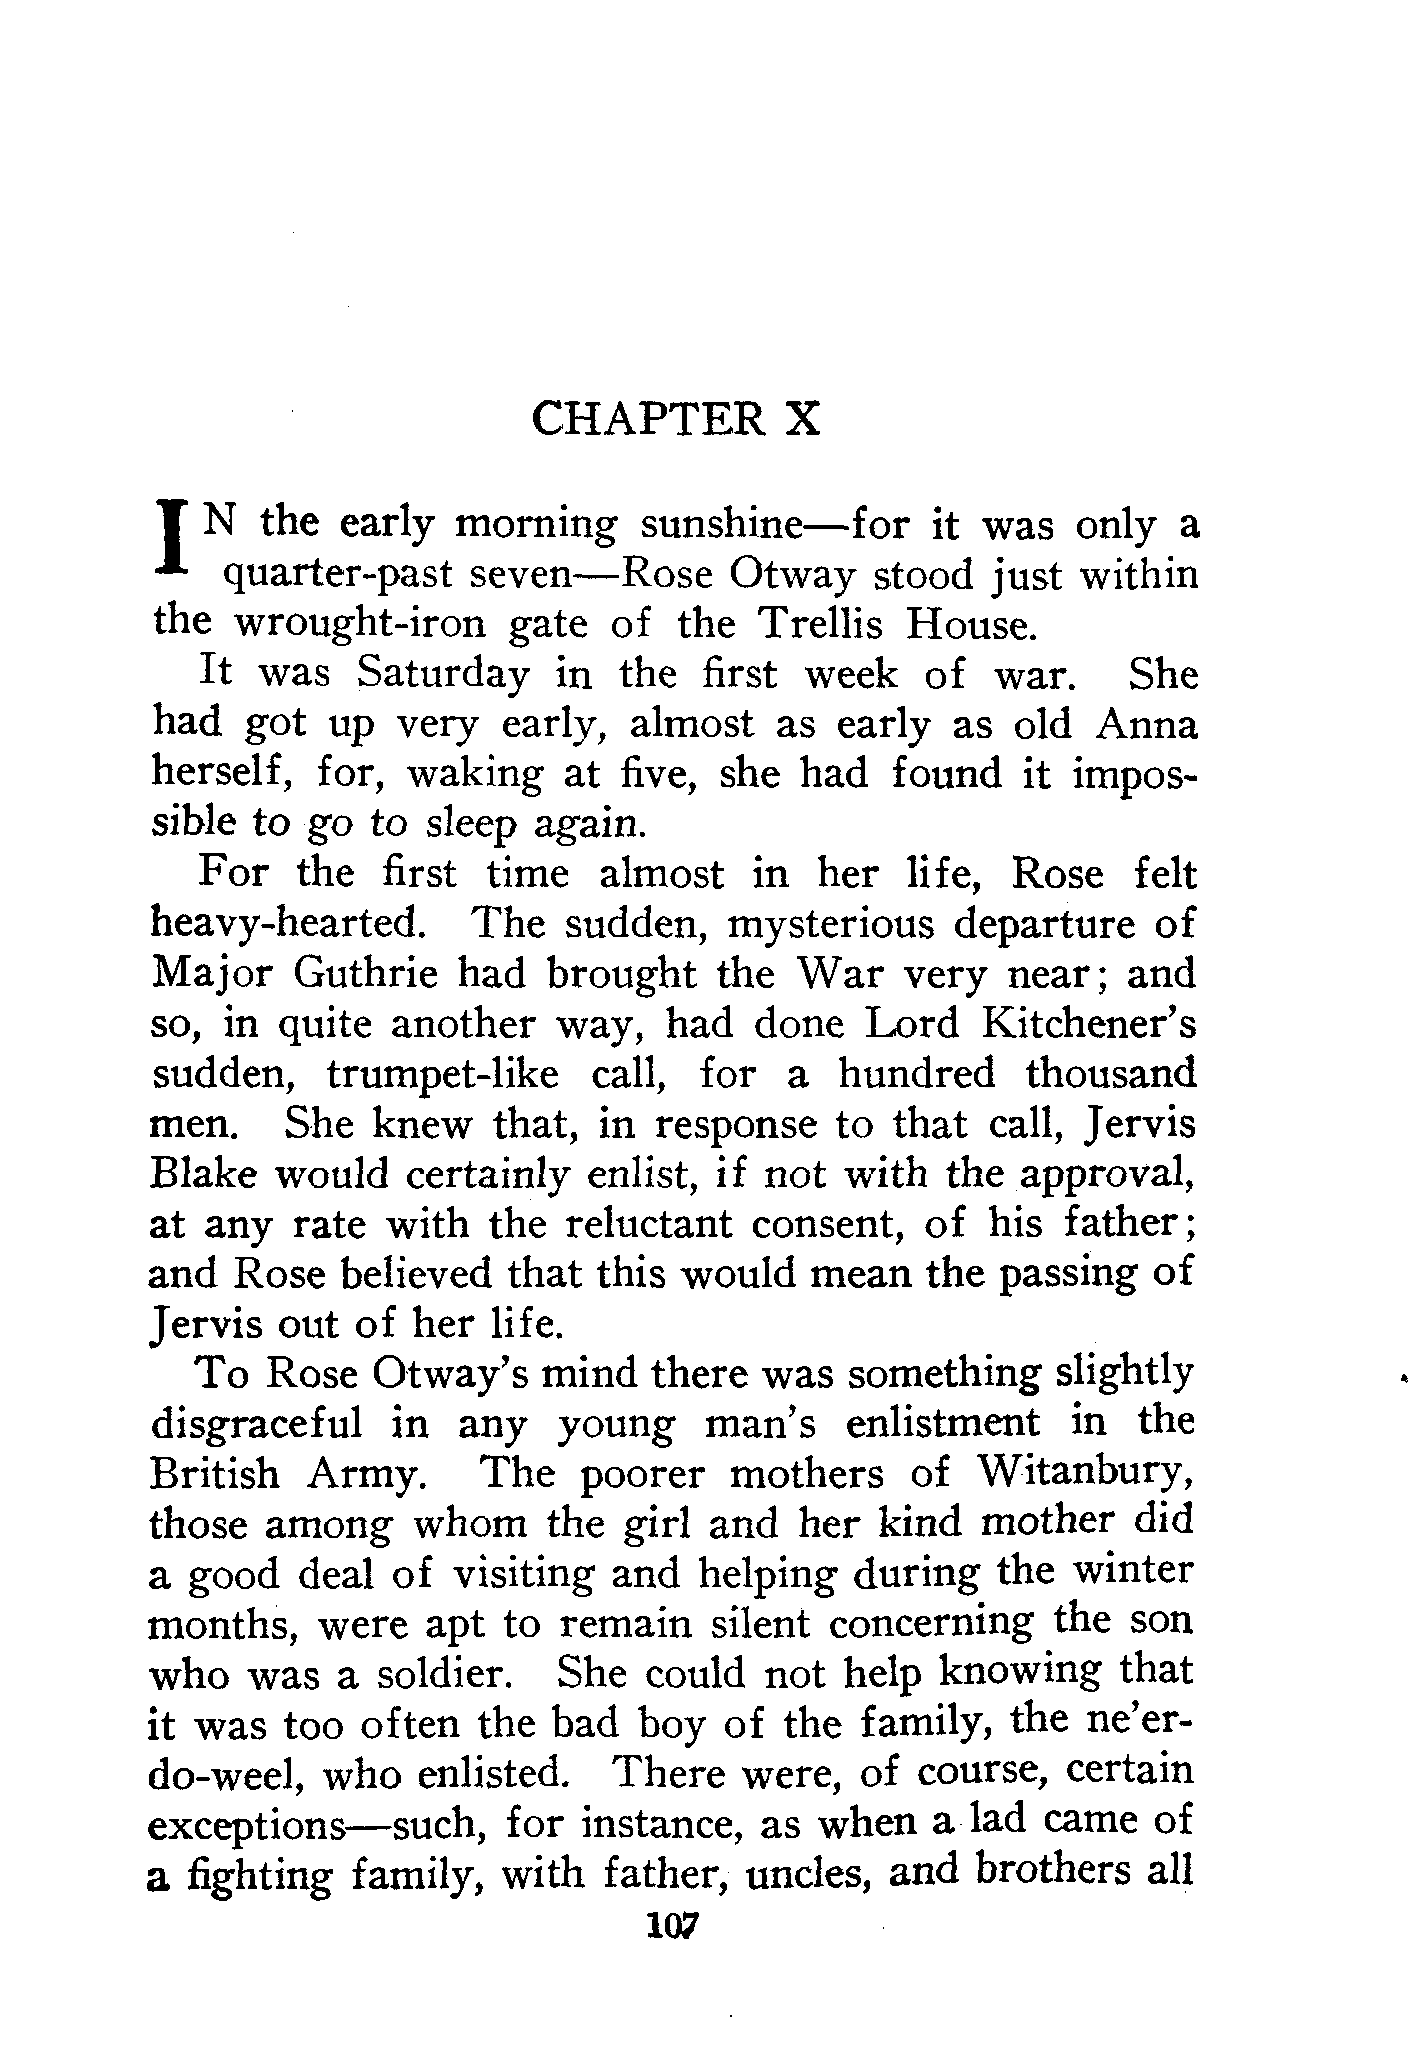 CHAPTER X
IN the early morning sunshine—for it was only a
quarter-past seven—Rose Otway stood just within
the wrought-iron gate of the Trellis House.
It was Saturday in the first week of war. She
had got up very early, almost as early as old Anna
herself, for, waking at five, she had found it impos-
sible to go to sleep again.
For the first time almost in her life, Rose felt
heavy-hearted. The sudden, mysterious departure of
Major Guthrie had brought the War very near; and
so, in quite another way, had done Lord Kitchener's
sudden, trumpet-like call, for a hundred thousand
men. She knew that, in response to that call, Jervis
Blake would certainly enlist, if not with the approval,
at any rate with the reluctant consent, of his father;
and Rose believed that this would mean the passing of
Jervis out of her life.
To Rose Otway's mind there was something slightly
disgraceful in any young man's enlistment in the
British Army. The poorer mothers of Witanbury,
those among whom the girl and her kind mother did
a good deal of visiting and helping during the winter
months, were apt to remain silent concerning the son
who was a soldier. She could not help knowing that
it was too often the bad boy of the family, the ne'er-
do-weel, who enlisted. There were, of course, certain
exceptions—such, for instance, as when a lad came of
a fighting family, with father, uncles, and brothers all
107